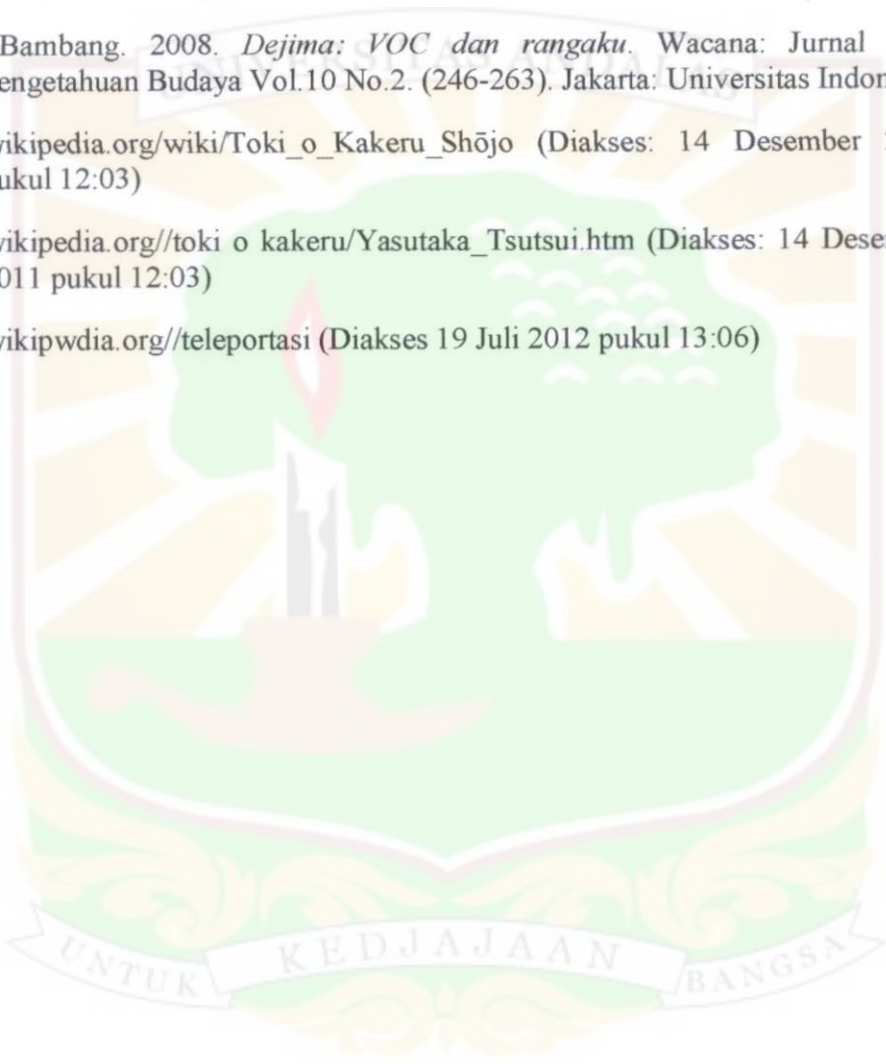 Bambang. 2008. Dejima: VOC dan rangaku. Wacana: Jurnal
engetahuan Budaya Vol.10 No.2. (246-263). Jakarta: Universitas Indon
vikipedia.org/wiki/Toki_o_Kakeru_Shōjo (Diakses: 14 Desember
ukul 12:03)
vikipedia.org//toki o kakeru/Yasutaka_Tsutsui.htm (Diakses: 14 Dese
011 pukul 12:03)
vikipwdia.org//teleportasi (Diakses 19 Juli 2012 pukul 13:06)
UNIVERSITAS ANDALAS
UNTUK KEDJAJAAN BANGSA